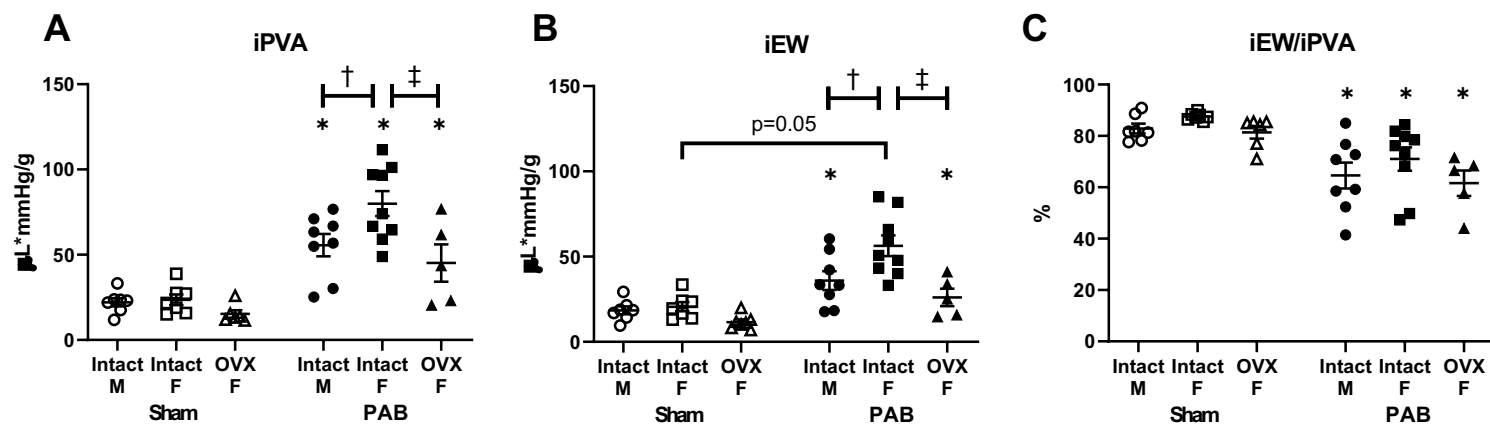 A
iPVA
† ‡
150
* * *
100
L*mmHg/g
50
0
Intact Intact OVX Intact Intact OVX
M F F M F F
Sham PAB
B
iEW
† ‡
150
p=0.05
* *
100
L*mmHg/g
50
0
Intact Intact OVX Intact Intact OVX
M F F M F F
Sham PAB
C
iEW/iPVA
100
* * *
80
60
%
40
20
0
Intact Intact OVX Intact Intact OVX
M F F M F F
Sham PAB